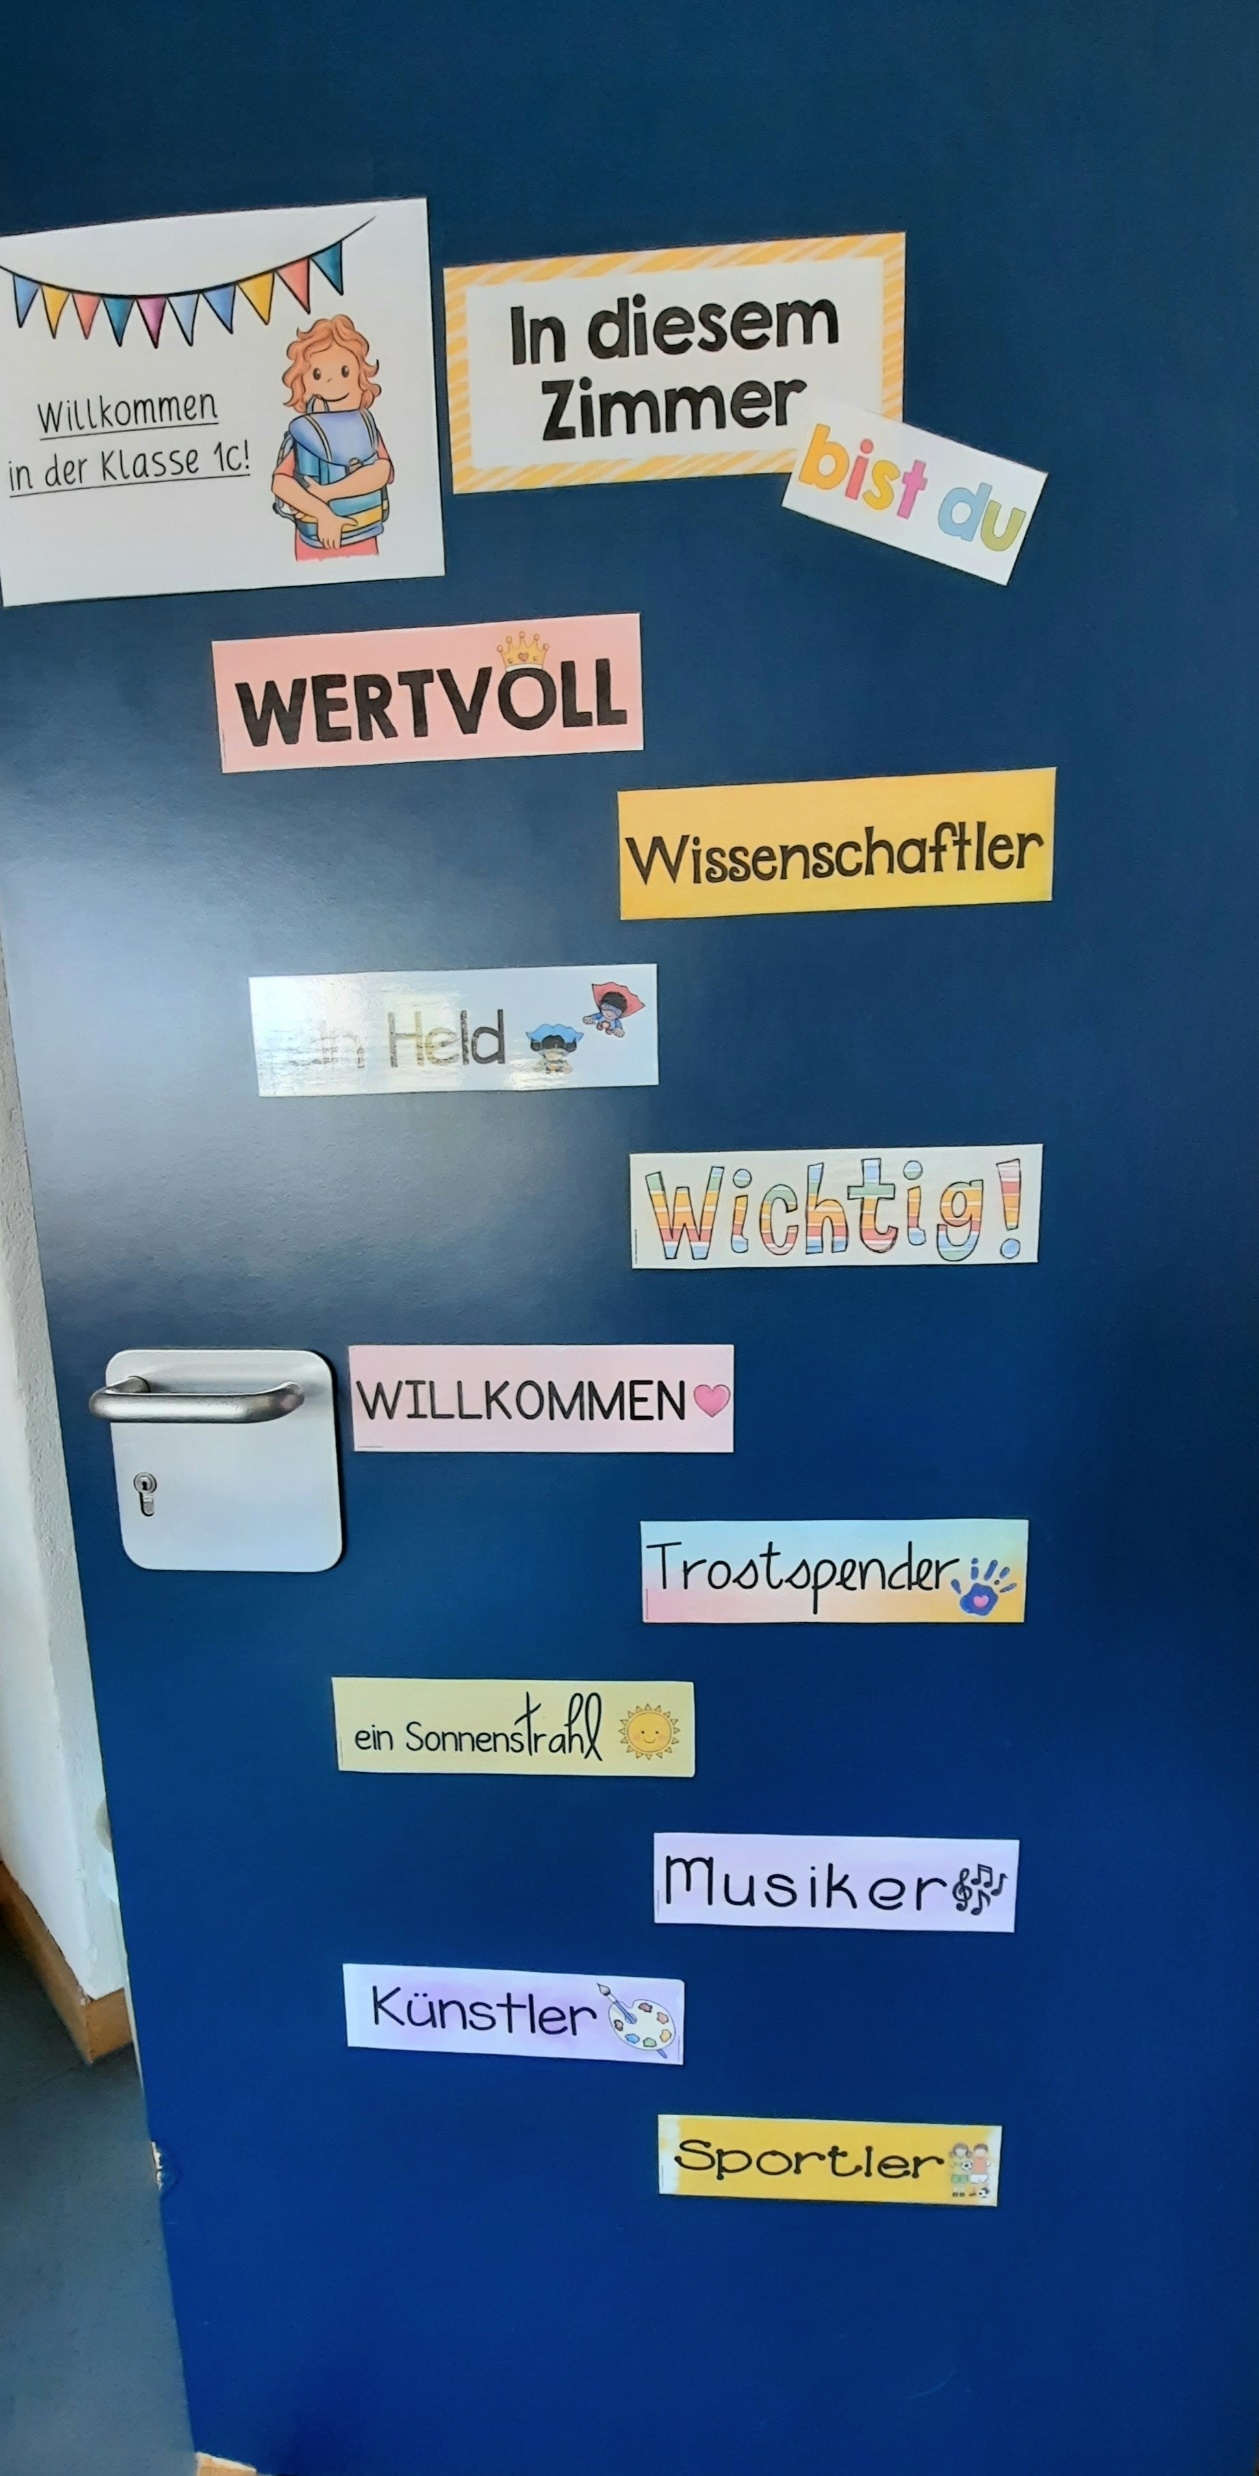 Willkommen
in der Klasse 1c!
In diesem
Zimmer
bist du
WERTVOLL
Wissenschaftler
ein Held
Wichtig!
WILLKOMMEN
Trostspender
ein Sonnenstrahl
Musiker
Künstler
Sportler